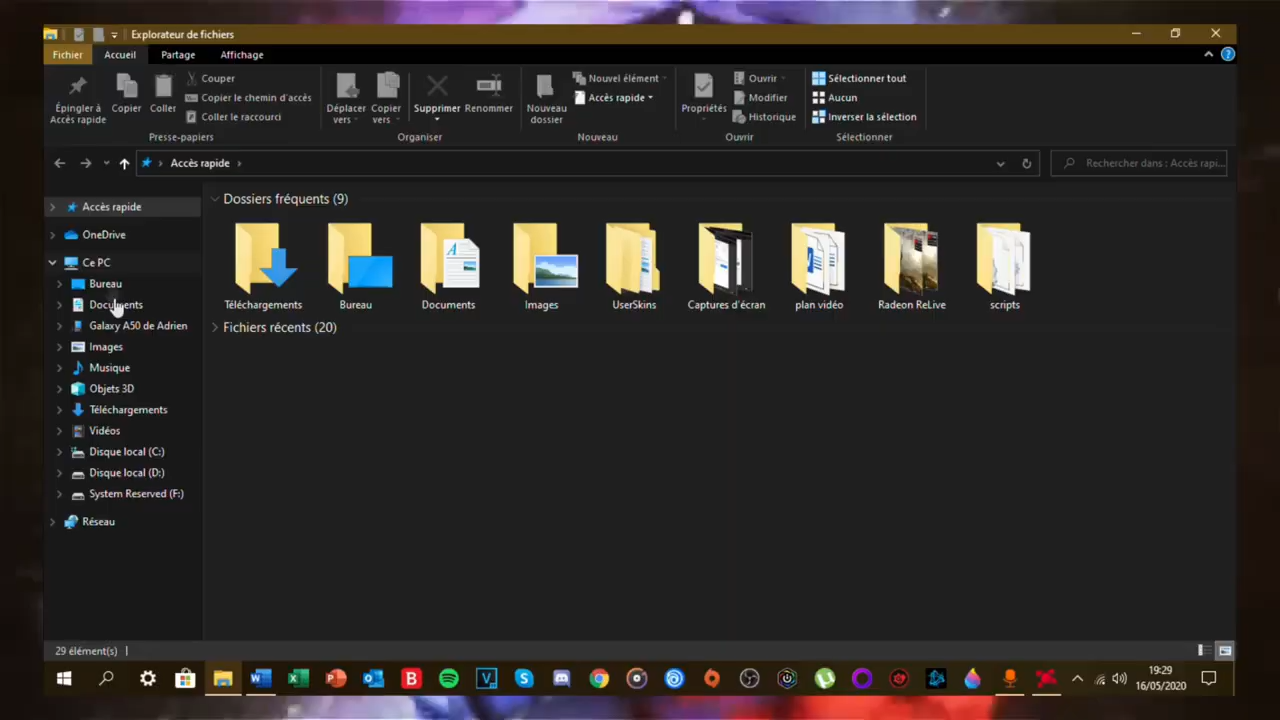 Explorateur de fichiers
Fichier Accueil Partage Affichage
Épingler à Accès rapide
Copier
Coller
Couper
Copier le chemin d'accès
Coller le raccourci
Presse-papiers
Déplacer vers
Copier vers
Supprimer
Renommer
Organiser
Nouveau dossier
Nouvel élément
Accès rapide
Nouveau
Propriétés
Ouvrir
Modifier
Historique
Ouvrir
Sélectionner tout
Aucun
Inverser la sélection
Sélectionner
Accès rapide
Rechercher dans : Accès rapi...
Accès rapide
OneDrive
Ce PC
Bureau
Documents
Galaxy A50 de Adrien
Images
Musique
Objets 3D
Téléchargements
Vidéos
Disque local (C:)
Disque local (D:)
System Reserved (F:)
Réseau
Dossiers fréquents (9)
Téléchargements Bureau Documents Images UserSkins Captures d'écran plan vidéo Radeon ReLive scripts
Fichiers récents (20)
29 élément(s)
19:29
16/05/2020